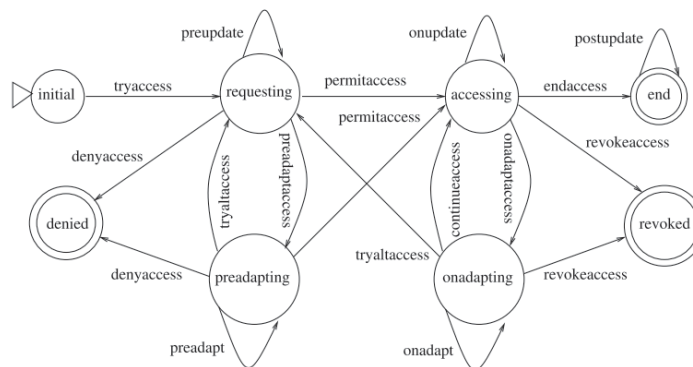 preupdate
onupdate
postupdate
tryaccess
permitaccess
endaccess
initial
requesting
accessing
end
permitaccess
denyaccess
revokeaccess
tryaltaccess
preadaptaccess
continueaccess
onadaptaccess
denied
revoked
tryaltaccess
denyaccess
preadapting
onadapting
revokeaccess
preadapt
onadapt